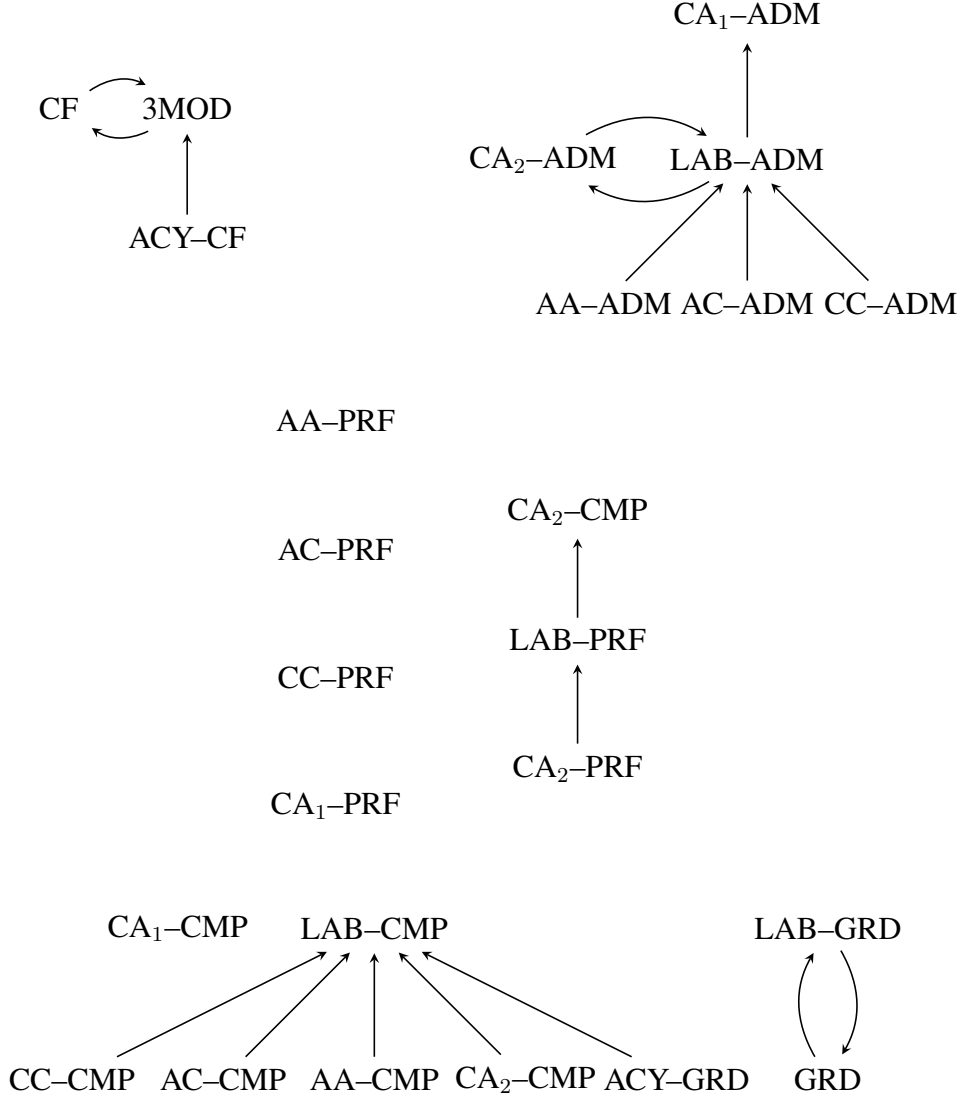 CA₁–ADM
CF 3MOD
CA₂–ADM LAB–ADM
ACY–CF
AA–ADM AC–ADM CC–ADM
AA–PRF
CA₂–CMP
AC–PRF
LAB–PRF
CC–PRF
CA₂–PRF
CA₁–PRF
CA₁–CMP LAB–CMP LAB–GRD
CC–CMP AC–CMP AA–CMP CA₂–CMP ACY–GRD GRD